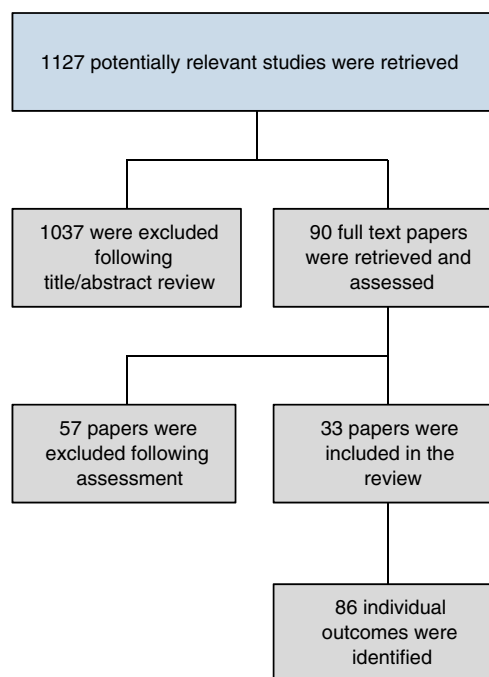 1127 potentially relevant studies were retrieved
1037 were excluded
following
title/abstract review
90 full text papers
were retrieved and
assessed
57 papers were
excluded following
assessment
33 papers were
included in the
review
86 individual
outcomes were
identified